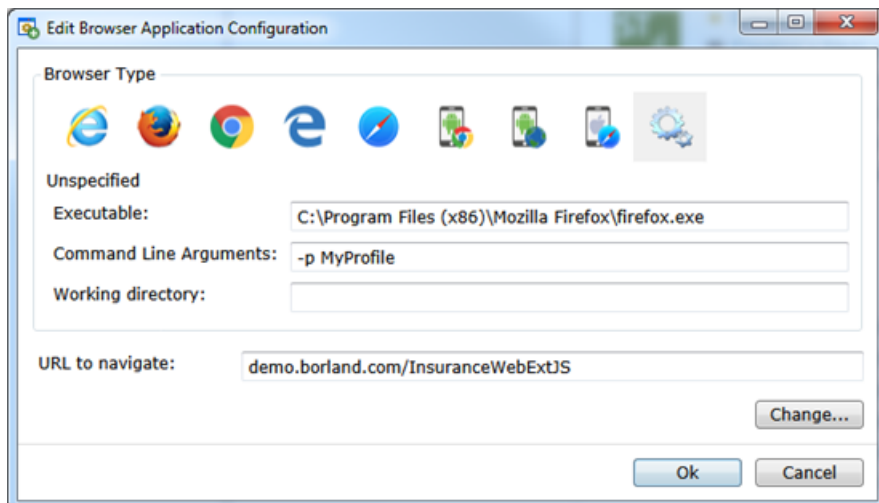 Edit Browser Application Configuration
Browser Type
Unspecified
Executable: C:\Program Files (x86)\Mozilla Firefox\firefox.exe
Command Line Arguments: -p MyProfile
Working directory:
URL to navigate: demo.borland.com/InsuranceWebExtJS
Change...
Ok Cancel